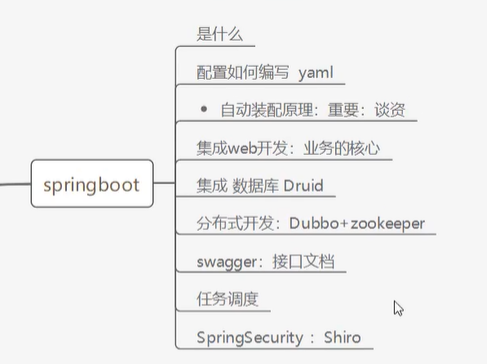 是什么
配置如何编写 yaml
• 自动装配原理：重要：谈资
集成web开发：业务的核心
集成 数据库 Druid
springboot
分布式开发：Dubbo+zookeeper
swagger：接口文档
任务调度
SpringSecurity ：Shiro